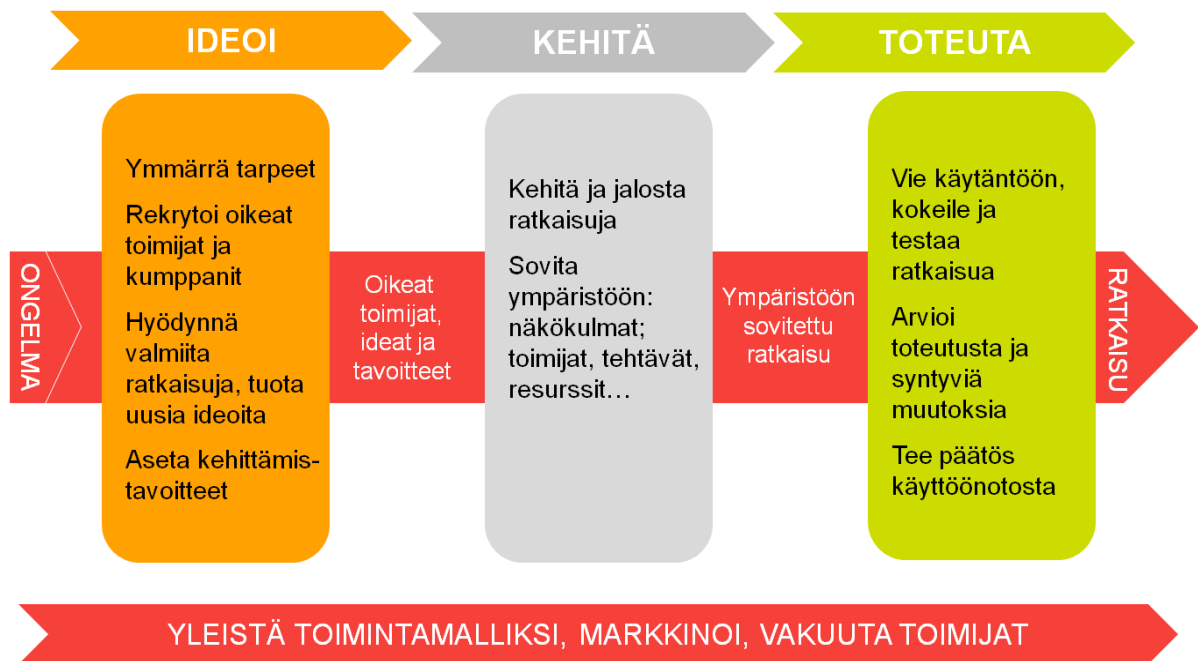 IDEOI
KEHITÄ
TOTEUTA
ONGELMA
Ymmärrä tarpeet
Rekrytoi oikeat
toimijat ja
kumppanit
Hyödynnä
valmiita
ratkaisuja, tuota
uusia ideoita
Aseta kehittämis-
tavoitteet
Oikeat
toimijat,
ideat ja
tavoitteet
Kehitä ja jalosta
ratkaisuja
Sovita
ympäristöön:
näkökulmat;
toimijat, tehtävät,
resurssit…
Ympäristöön
sovitettu
ratkaisu
Vie käytäntöön,
kokeile ja
testaa
ratkaisua
Arvioi
toteutusta ja
syntyviä
muutoksia
Tee päätös
käyttöönotosta
RATKAISU
YLEISTÄ TOIMINTAMALLIKSI, MARKKINOI, VAKUUTA TOIMIJAT